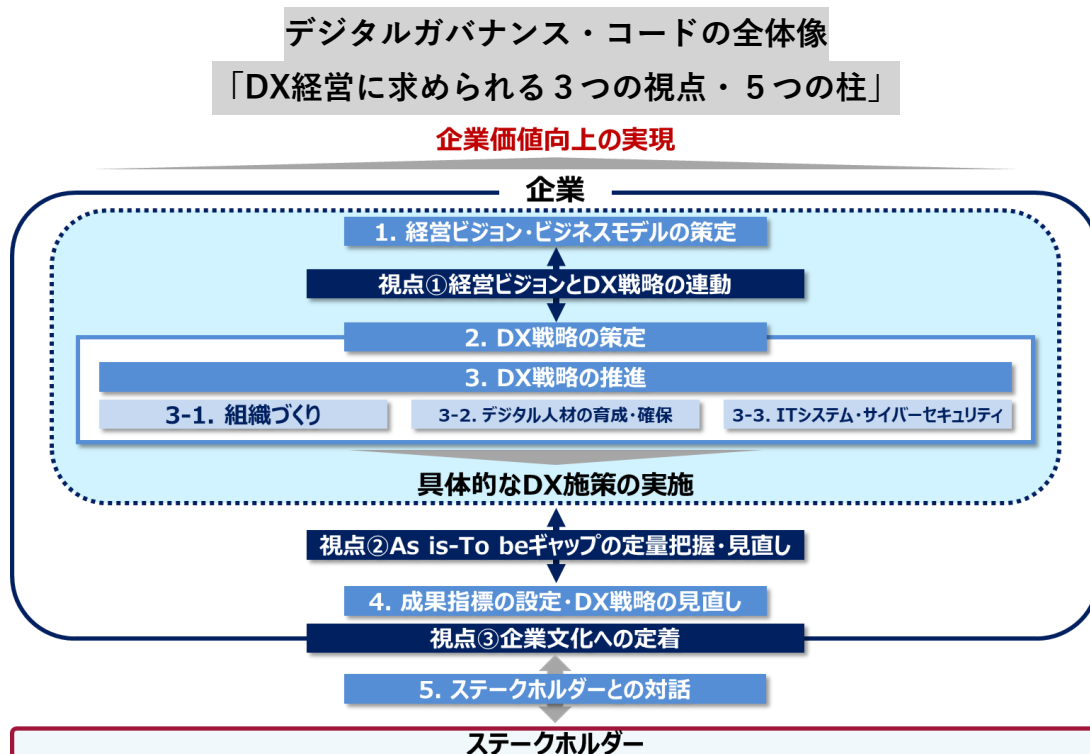 デジタルガバナンス・コードの全体像
「DX経営に求められる３つの視点・５つの柱」
企業価値向上の実現
企業
1. 経営ビジョン・ビジネスモデルの策定
視点①経営ビジョンとDX戦略の連動
2. DX戦略の策定
3. DX戦略の推進
3-1. 組織づくり
3-2. デジタル人材の育成・確保
3-3. ITシステム・サイバーセキュリティ
具体的なDX施策の実施
視点②As is-To beギャップの定量把握・見直し
4. 成果指標の設定・DX戦略の見直し
視点③企業文化への定着
5. ステークホルダーとの対話
ステークホルダー